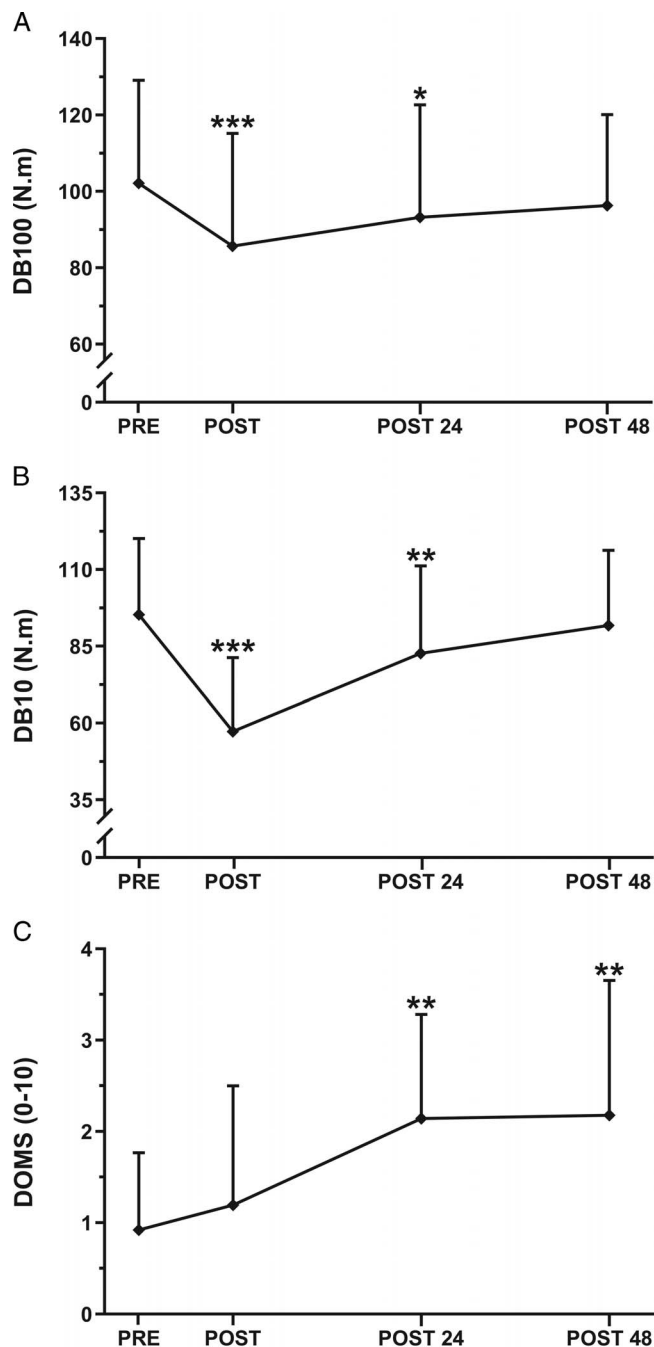 A
DB100 (N.m)
140
120
100
80
60
0
***
*
PRE POST POST 24 POST 48
B
DB10 (N.m)
135
110
85
60
35
0
***
**
PRE POST POST 24 POST 48
C
DOMS (0-10)
4
3
2
1
0
**
**
PRE POST POST 24 POST 48